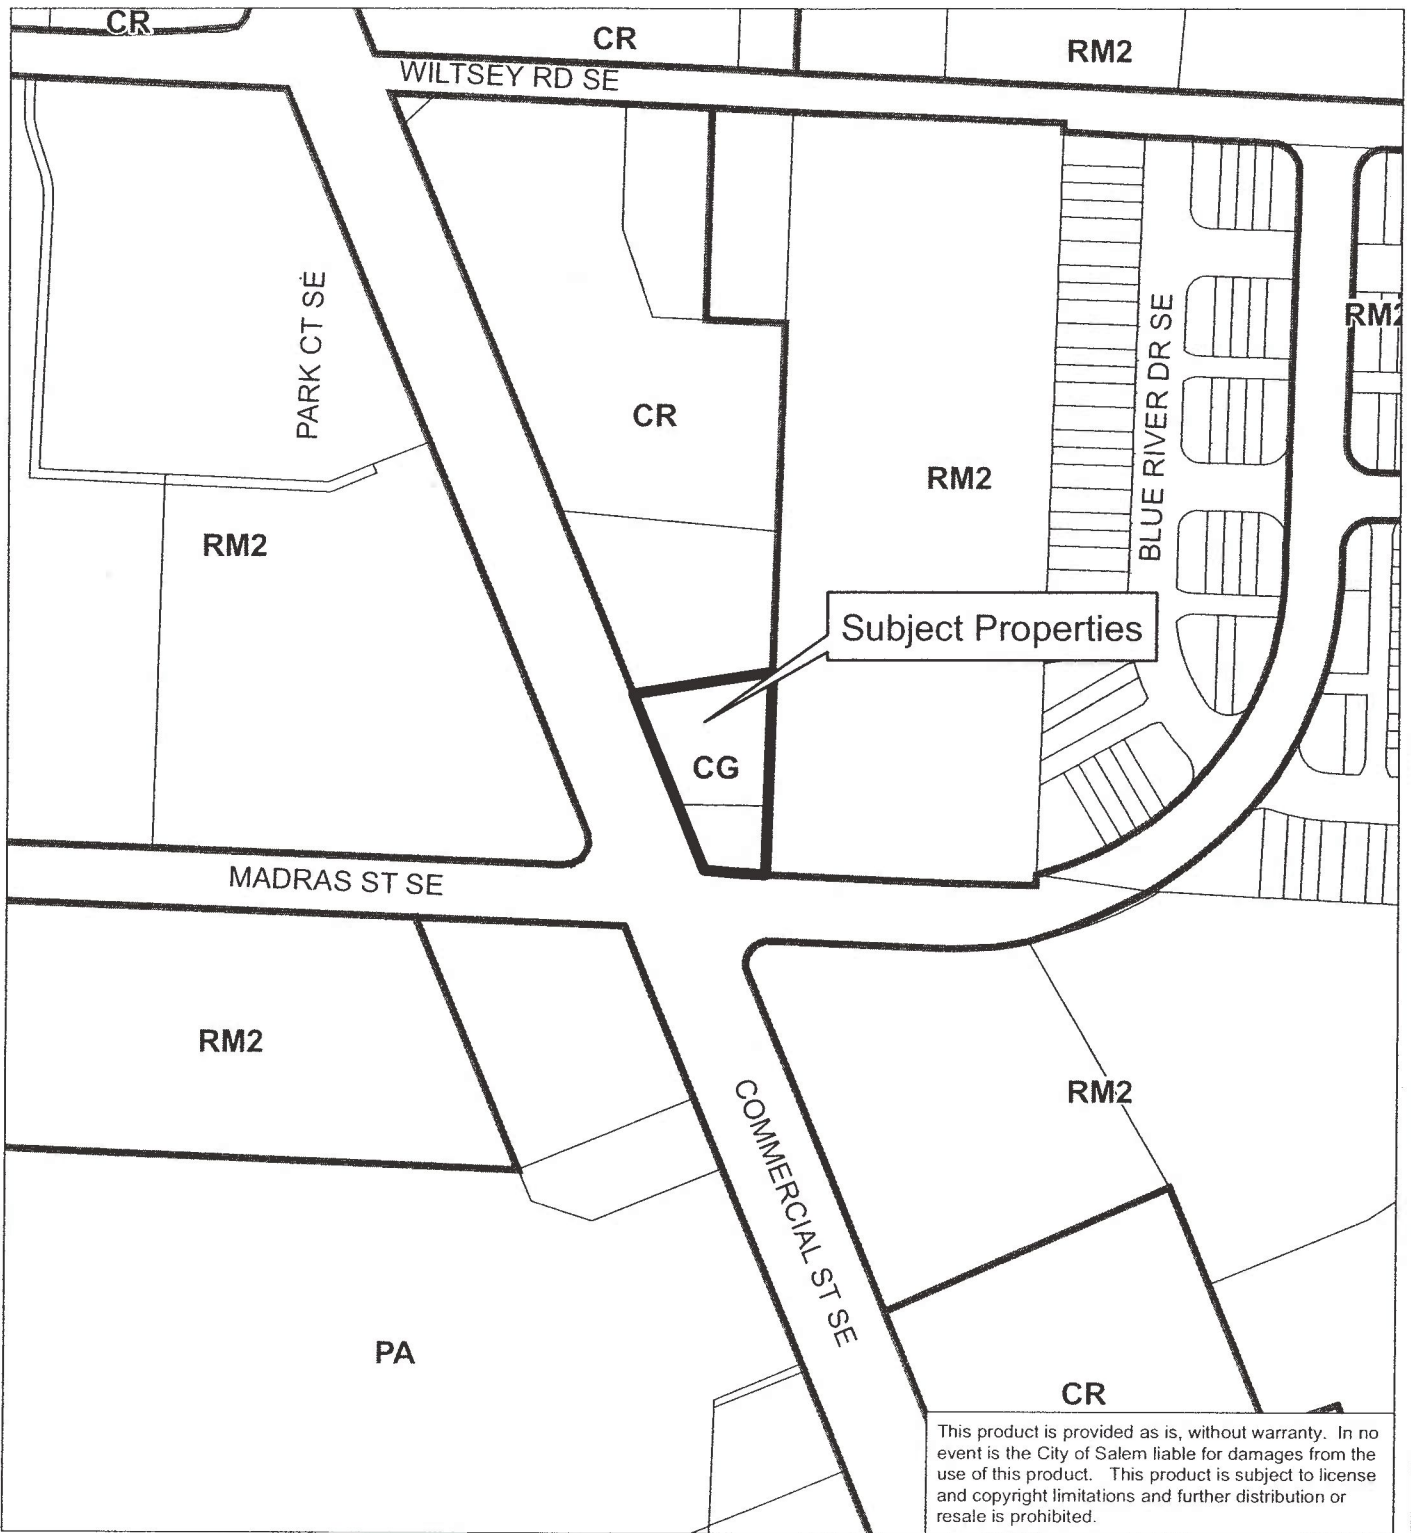 CR
CR
RM2
WILTSEY RD SE
PARK CT SE
RM2
CR
RM2
BLUE RIVER DR SE
RM2
Subject Properties
CG
MADRAS ST SE
RM2
RM2
COMMERCIAL ST SE
PA
CR
This product is provided as is, without warranty. In no
event is the City of Salem liable for damages from the
use of this product. This product is subject to license
and copyright limitations and further distribution or
resale is prohibited.